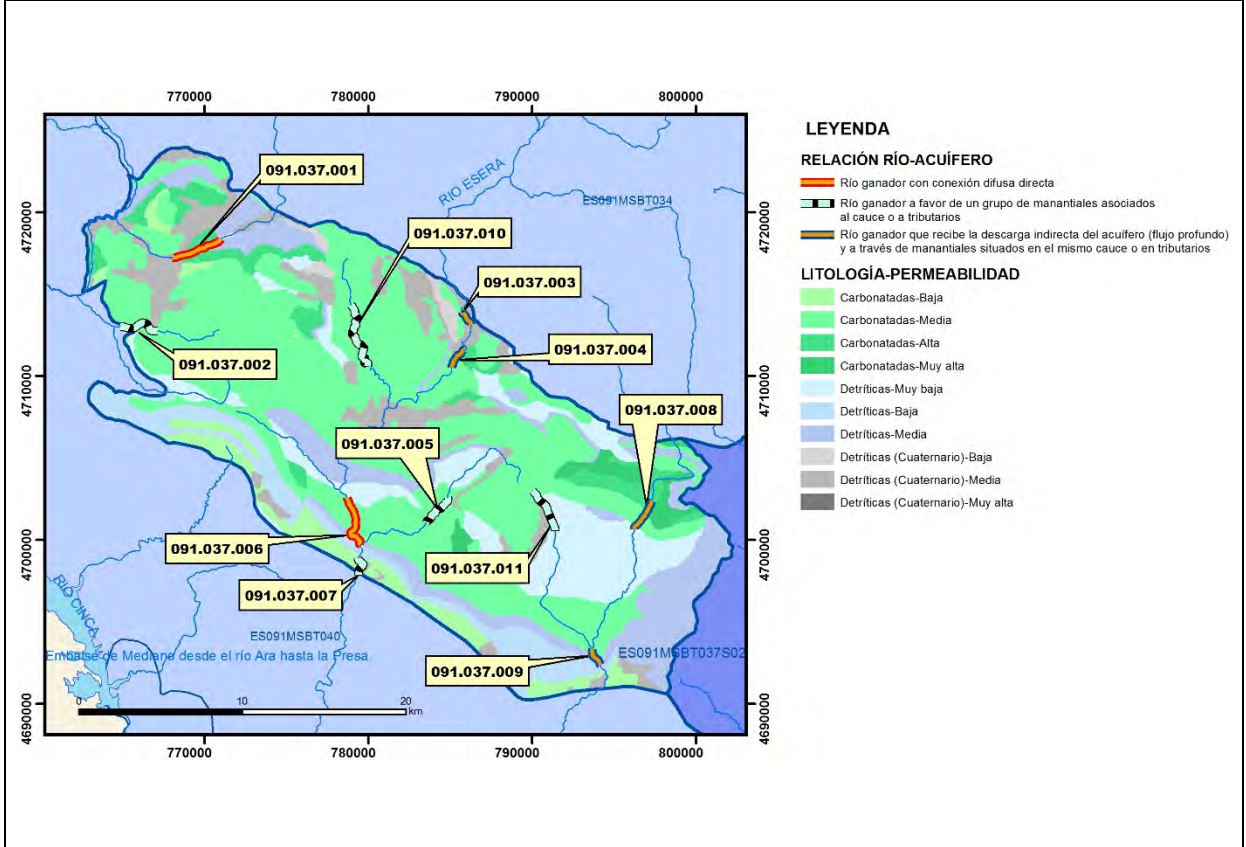 770000
780000
790000
800000
LEYENDA
RELACIÓN RÍO-ACUÍFERO
Río ganador con conexión difusa directa
Río ganador a favor de un grupo de manantiales asociados
al cauce o a tributarios
Río ganador que recibe la descarga indirecta del acuífero (flujo profundo)
y a través de manantiales situados en el mismo cauce o en tributarios
LITOLOGÍA-PERMEABILIDAD
Carbonatadas-Baja
Carbonatadas-Media
Carbonatadas-Alta
Carbonatadas-Muy alta
Detríticas-Muy baja
Detríticas-Baja
Detríticas-Media
Detríticas (Cuaternario)-Baja
Detríticas (Cuaternario)-Media
Detríticas (Cuaternario)-Muy alta
4720000
4710000
4700000
4690000
4720000
4710000
4700000
4690000
091.037.001
RIO ESERA
ES091MSBT034
091.037.010
091.037.003
091.037.004
091.037.002
091.037.008
091.037.005
091.037.006
091.037.011
091.037.007
RIO CINCA
ES091MSBT040
Embalse de Mediano desde el río Ara hasta la Presa
091.037.009
ES091MSBT037S02
0
10
20
km
770000
780000
790000
800000